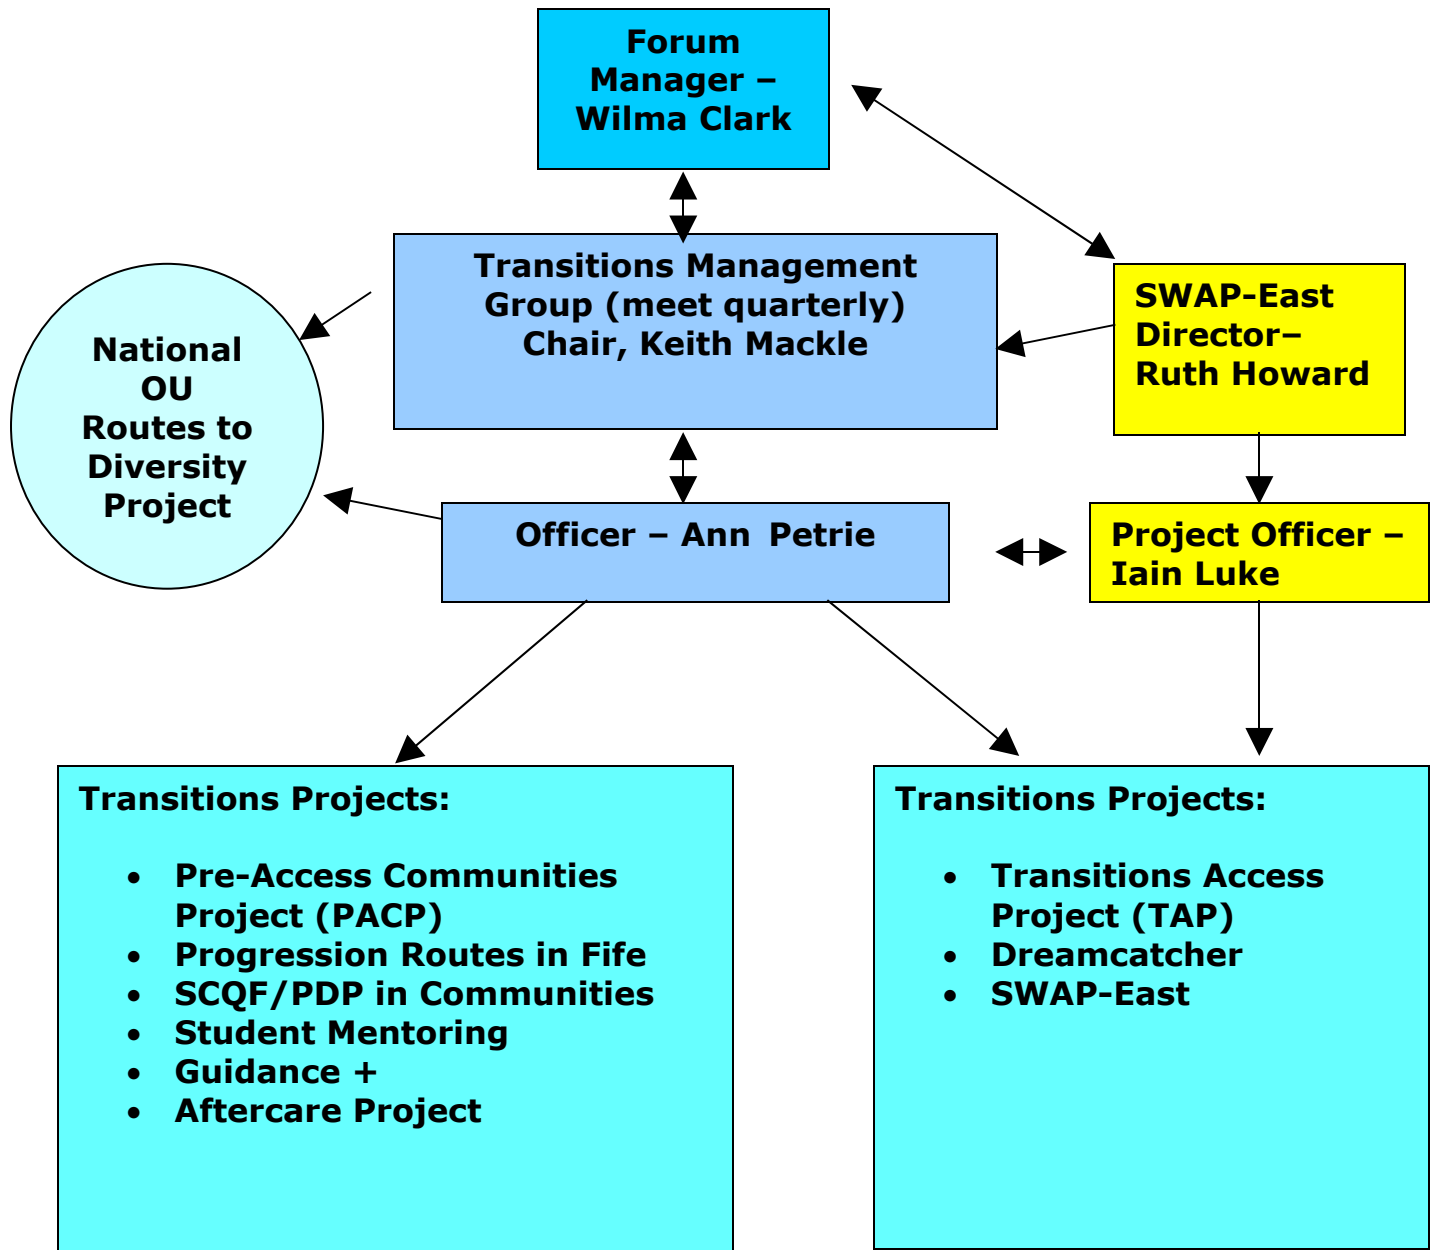 Forum
Manager –
Wilma Clark
Transitions Management
Group (meet quarterly)
Chair, Keith Mackle
SWAP-East
Director–
Ruth Howard
National
OU
Routes to
Diversity
Project
Officer – Ann Petrie
Project Officer –
Iain Luke
Transitions Projects:
• Pre-Access Communities
Project (PACP)
• Progression Routes in Fife
• SCQF/PDP in Communities
• Student Mentoring
• Guidance +
• Aftercare Project
Transitions Projects:
• Transitions Access
Project (TAP)
• Dreamcatcher
• SWAP-East